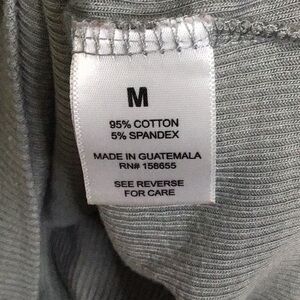 M
95% COTTON
5% SPANDEX
MADE IN GUATEMALA
RN# 158655
SEE REVERSE
FOR CARE